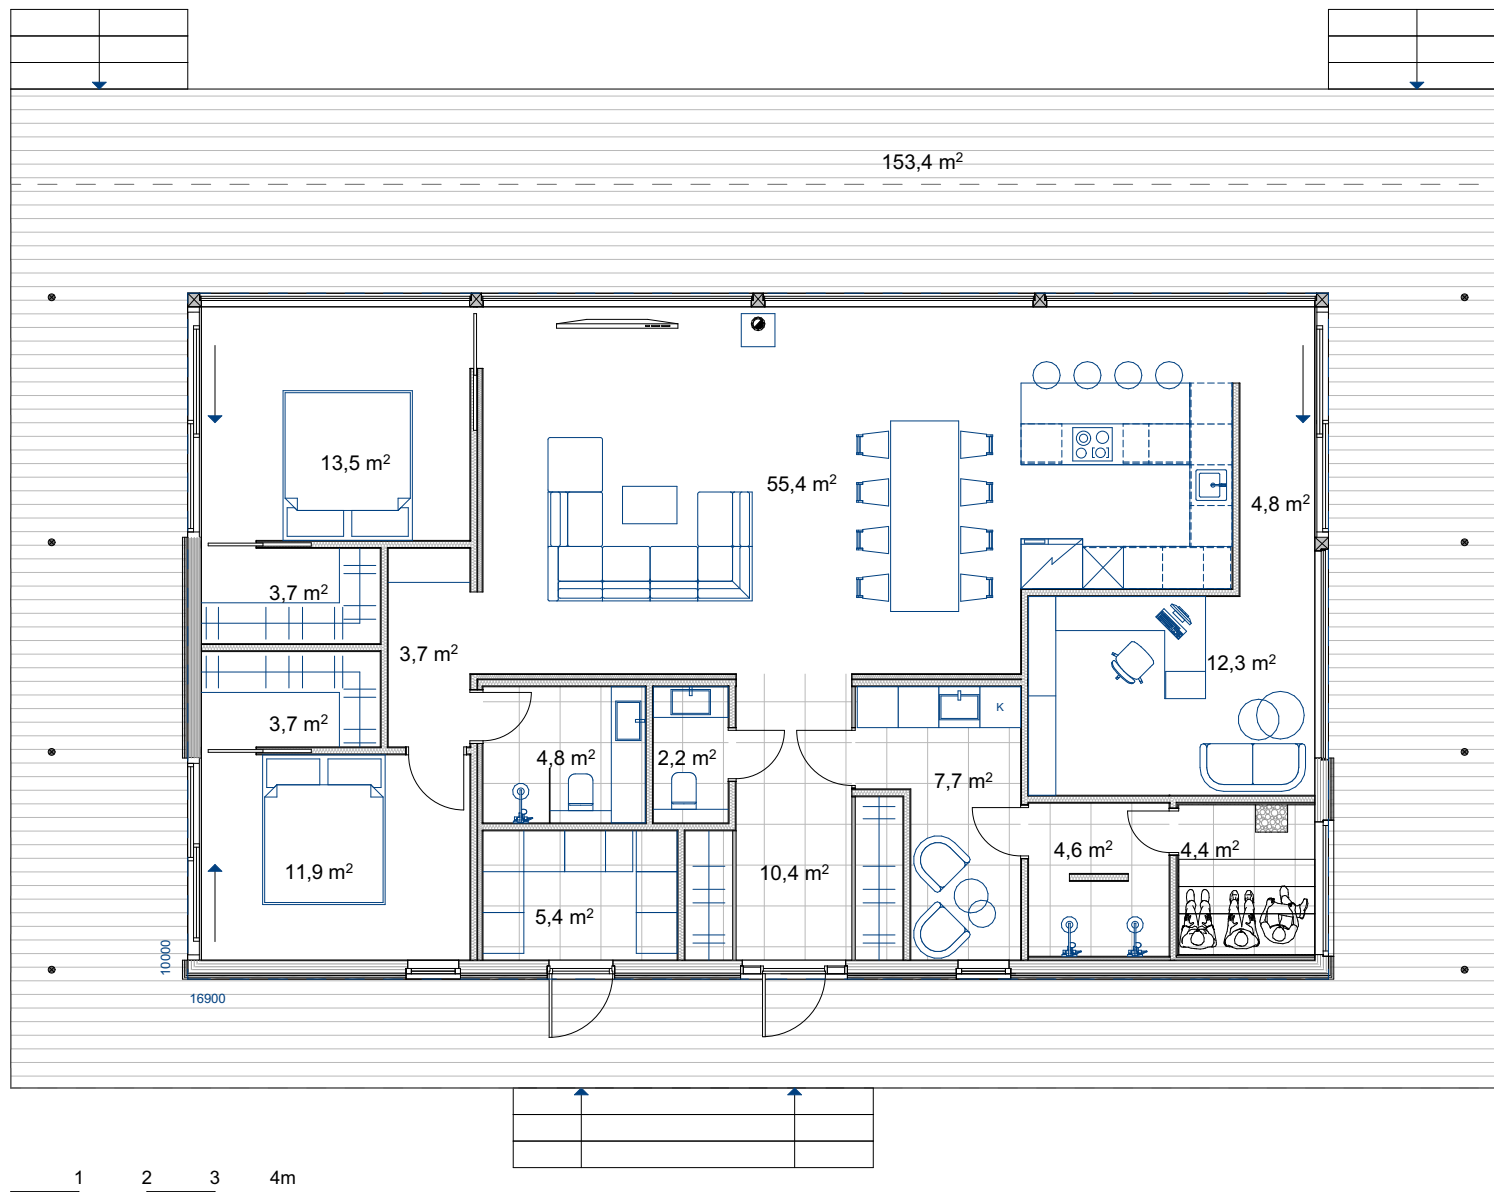 153,4 m²
13,5 m²
55,4 m²
4,8 m²
3,7 m²
3,7 m²
12,3 m²
K
3,7 m²
4,8 m²
2,2 m²
7,7 m²
11,9 m²
10,4 m²
4,6 m²
4,4 m²
5,4 m²
10000
16900
1 2 3 4m